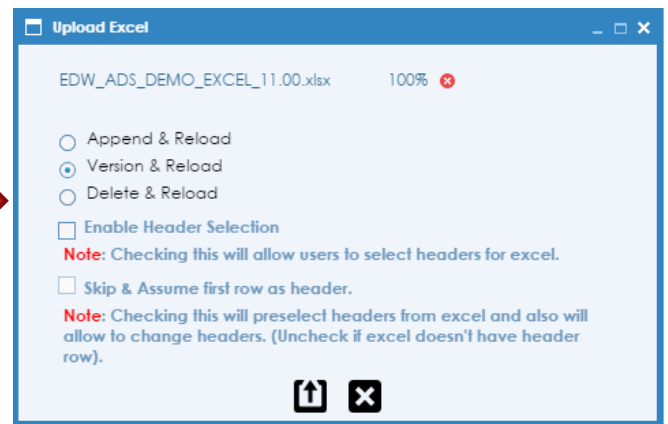 Upload Excel
EDW_ADS_DEMO_EXCEL_11.00.xlsx 100%
Append & Reload
Version & Reload
Delete & Reload
Enable Header Selection
Note: Checking this will allow users to select headers for excel.
Skip & Assume first row as header.
Note: Checking this will preselect headers from excel and also will
allow to change headers. (Uncheck if excel doesn't have header
row).